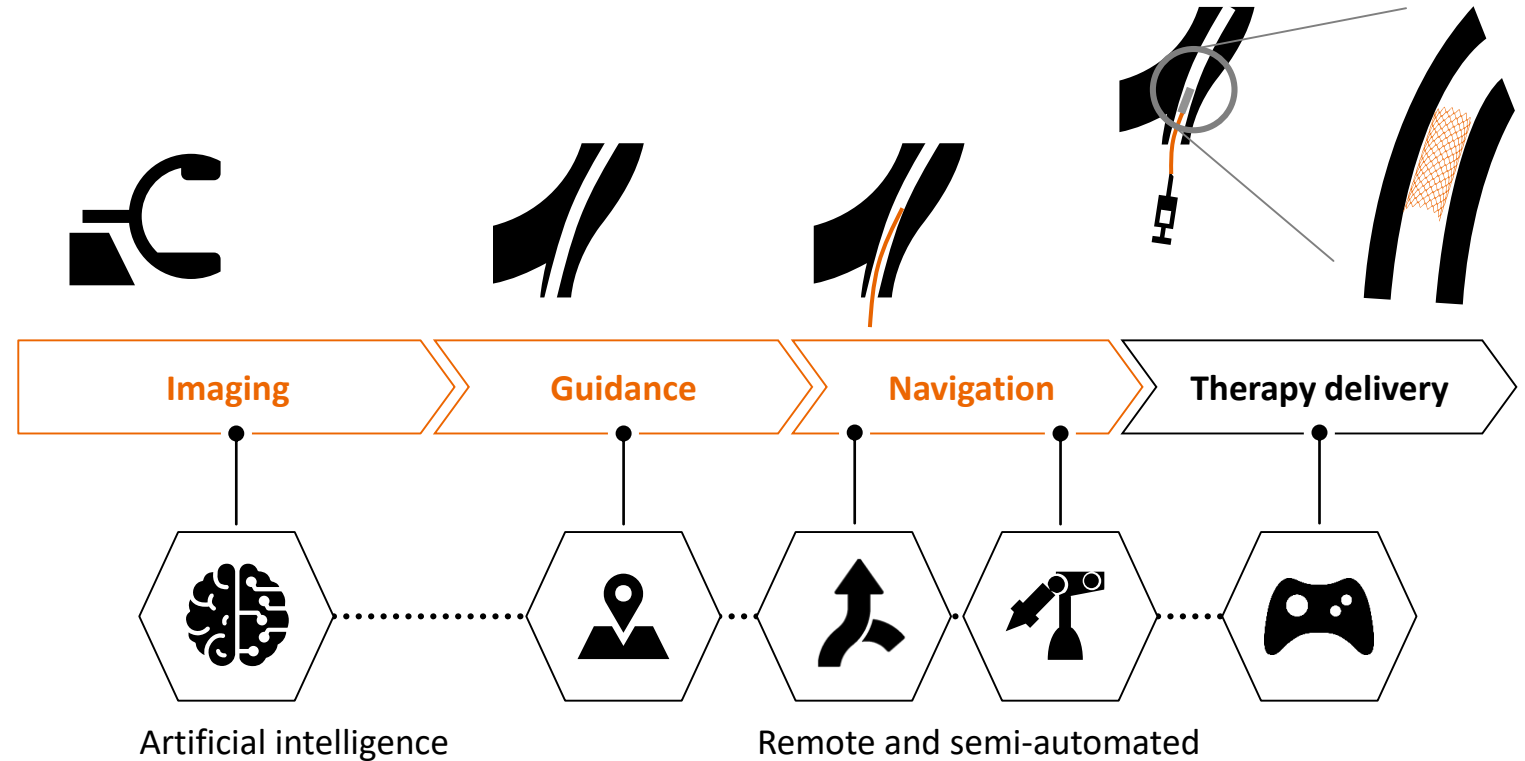 Imaging
Guidance
Navigation
Therapy delivery
Artificial intelligence
Remote and semi-automated